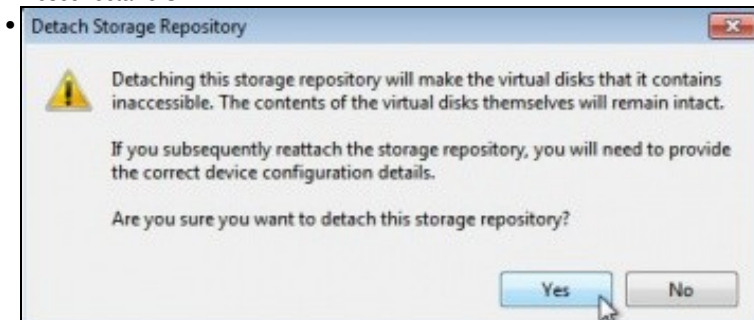 Detach Storage Repository
Detaching this storage repository will make the virtual disks that it contains
inaccessible. The contents of the virtual disks themselves will remain intact.
If you subsequently reattach the storage repository, you will need to provide
the correct device configuration details.
Are you sure you want to detach this storage repository?
Yes No